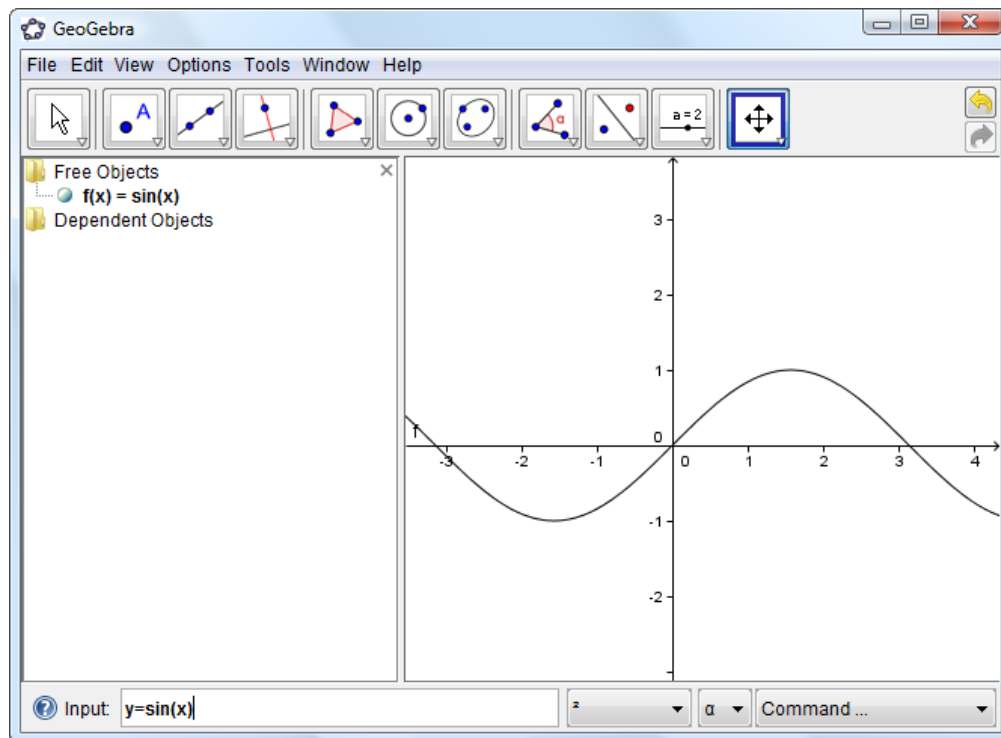 GeoGebra
File Edit View Options Tools Window Help
A
α
a = 2
Free Objects
f(x) = sin(x)
Dependent Objects
3
2
1
0
f
-3 -2 -1 0 1 2 3 4
-1
-2
Input: y=sin(x) ² α Command ...